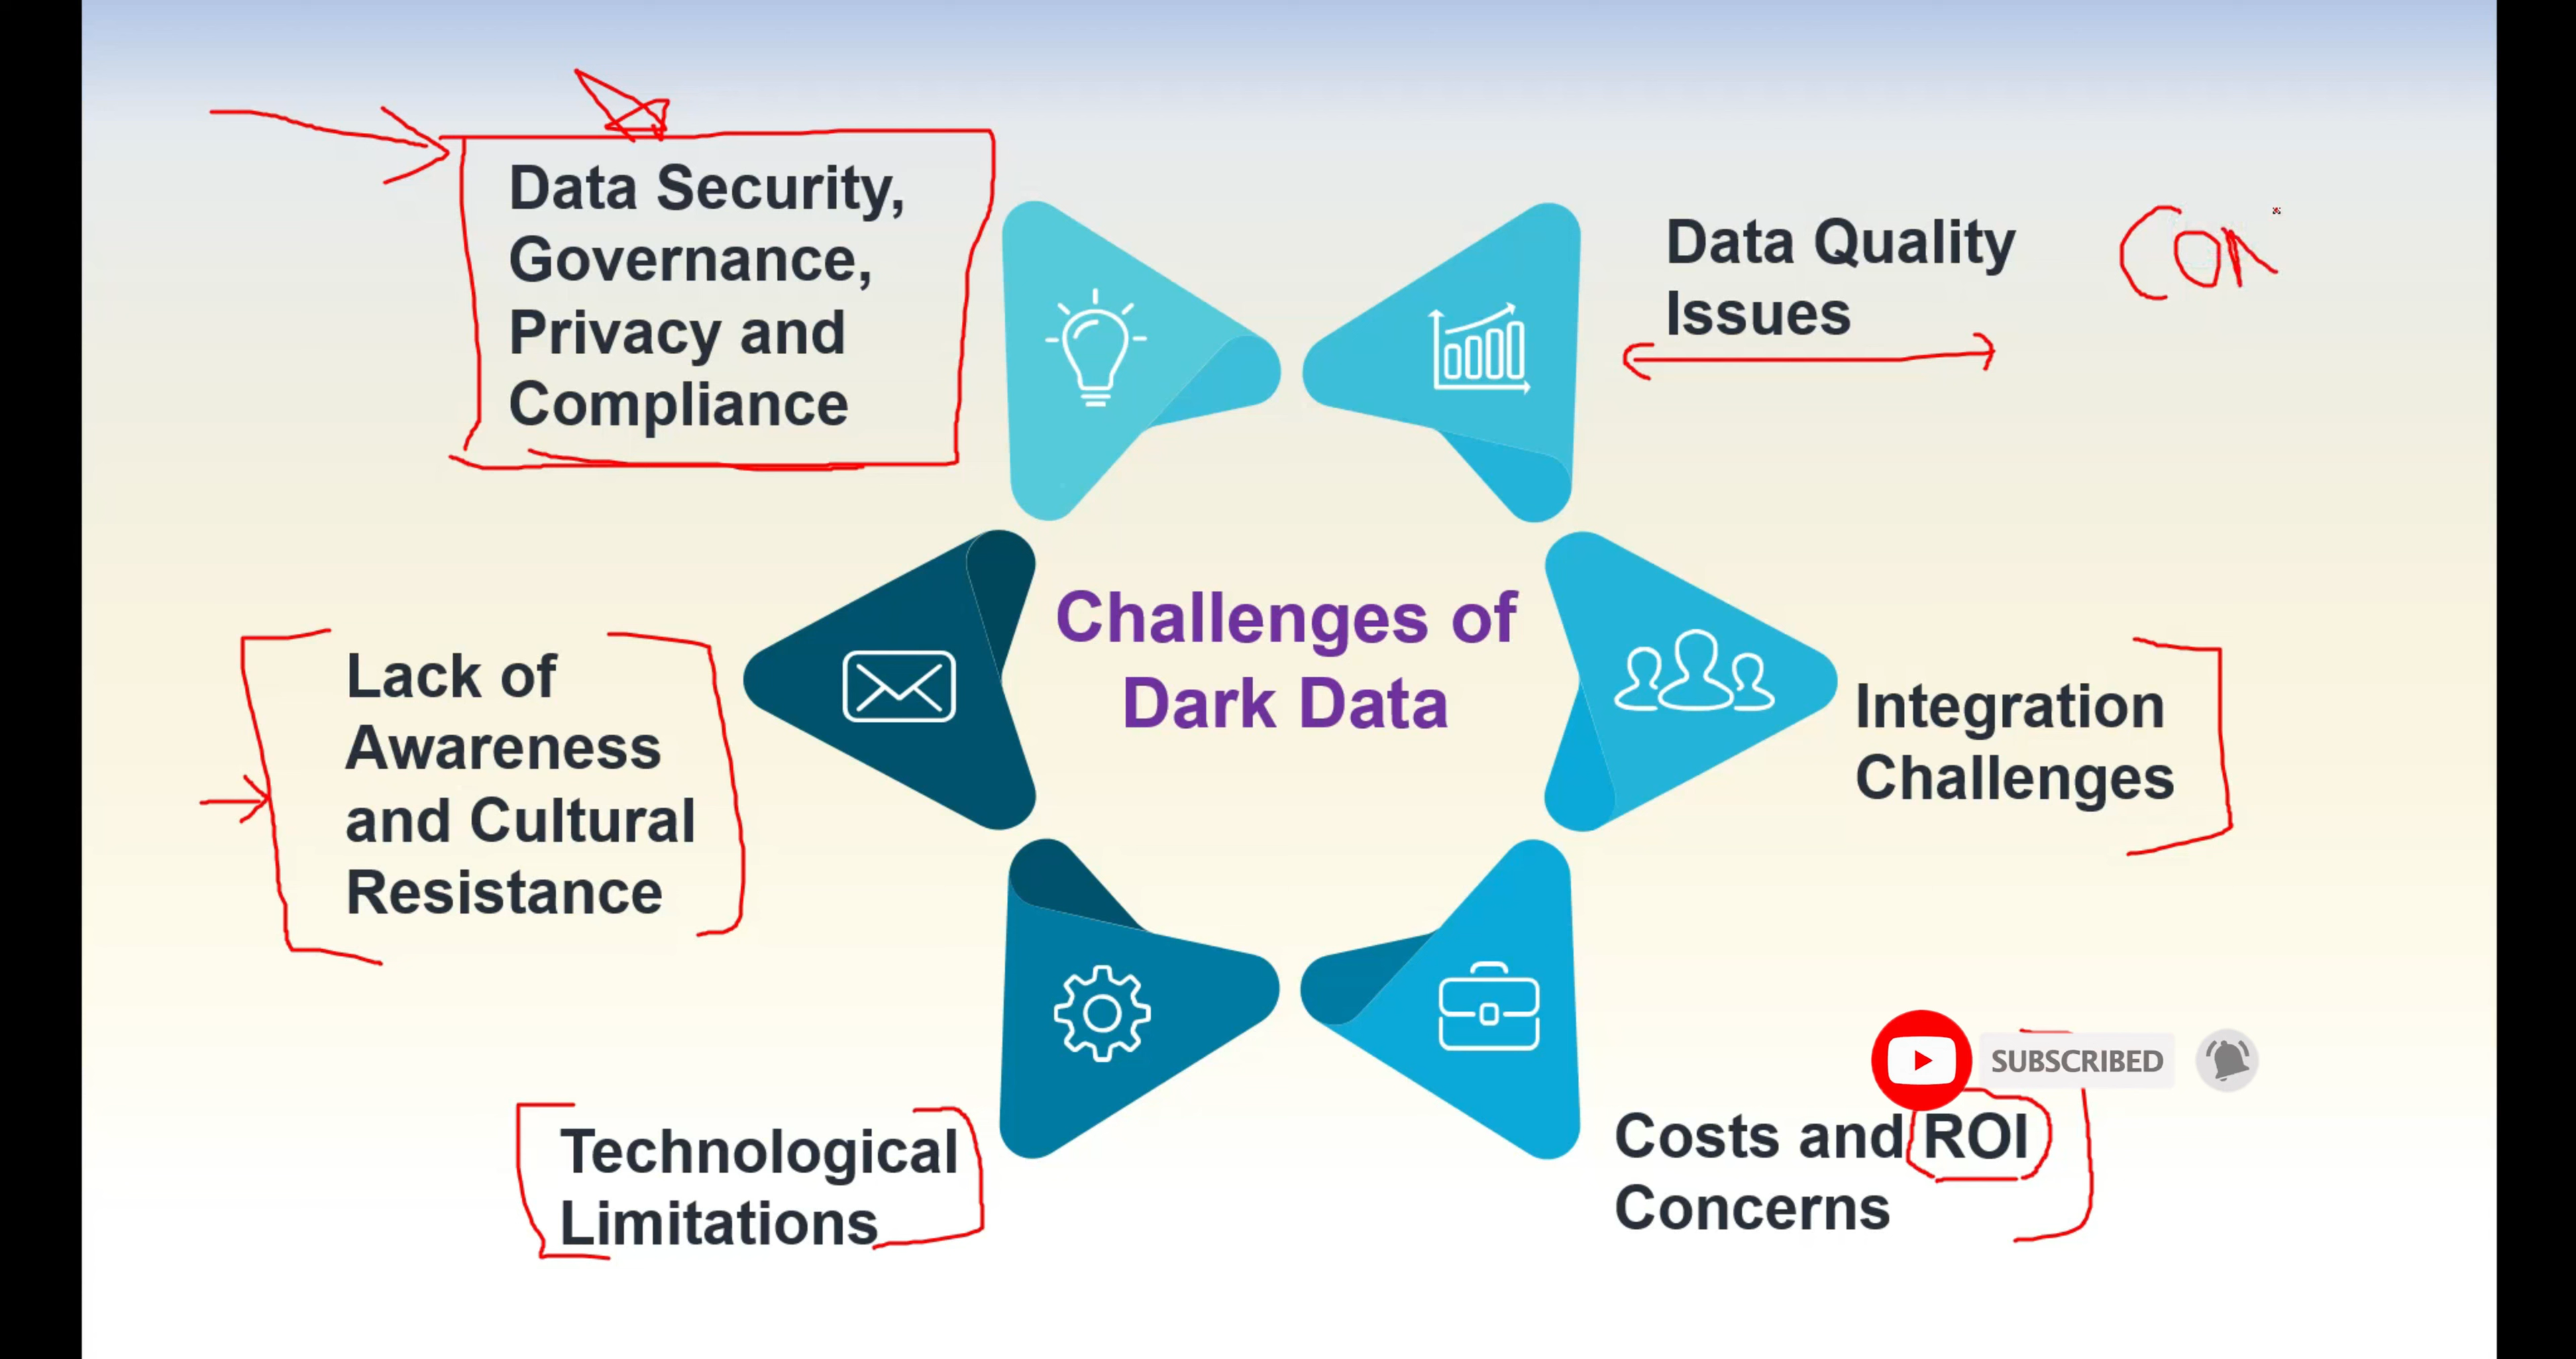 Data Security,
Governance,
Privacy and
Compliance
Data Quality
Issues
Challenges of
Dark Data
Lack of
Awareness
and Cultural
Resistance
Integration
Challenges
Technological
Limitations
SUBSCRIBED
Costs and ROI
Concerns